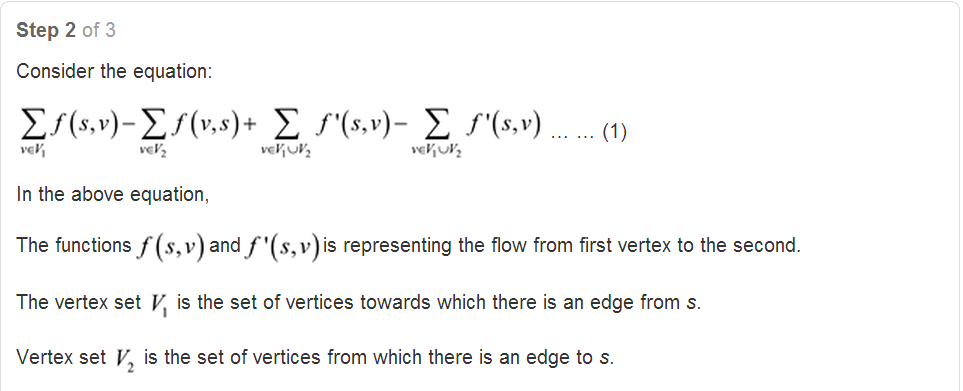 Step 2 of 3
Consider the equation:
∑_{v∈V₁} f(s,v) − ∑_{v∈V₂} f(v,s) + ∑_{v∈V₁∪V₂} f'(s,v) − ∑_{v∈V₁∪V₂} f'(s,v) ... ... (1)
In the above equation,
The functions f(s,v) and f'(s,v) is representing the flow from first vertex to the second.
The vertex set V₁ is the set of vertices towards which there is an edge from s.
Vertex set V₂ is the set of vertices from which there is an edge to s.